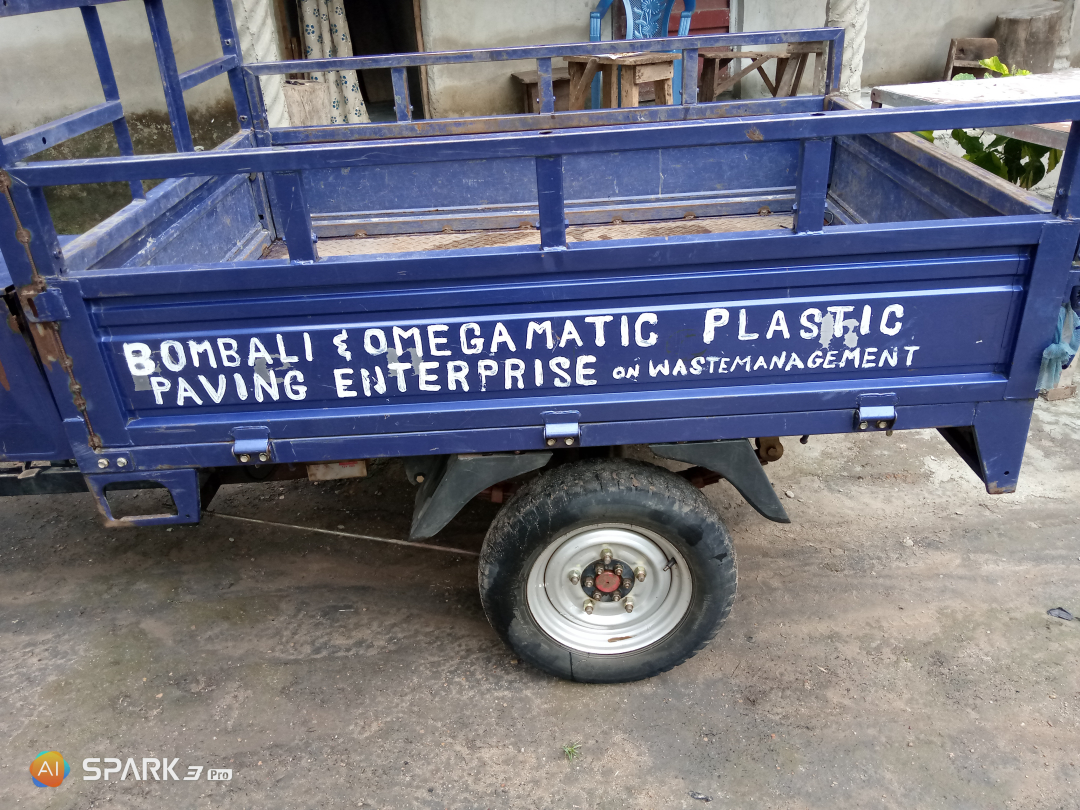 BOMBALI & OMEGAMATIC PLASTIC
PAVING ENTERPRISE ON WASTEMANAGEMENT
AI SPARK 3 Pro